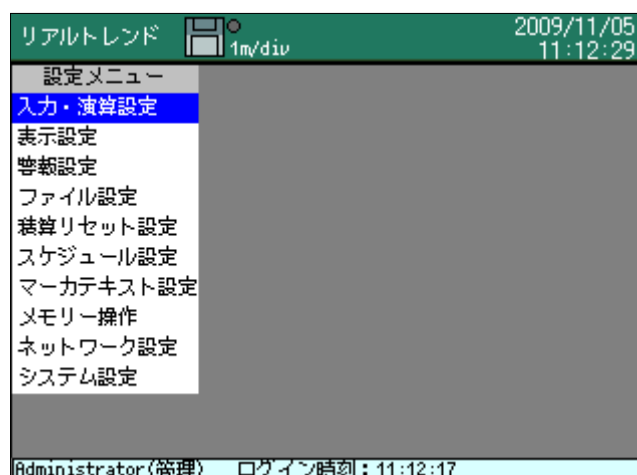 リアルトレンド 1m/div 2009/11/05
11:12:29
設定メニュー
入力・演算設定
表示設定
警報設定
ファイル設定
積算リセット設定
スケジュール設定
マーカテキスト設定
メモリー操作
ネットワーク設定
システム設定
Administrator(管理) ログイン時刻:11:12:17